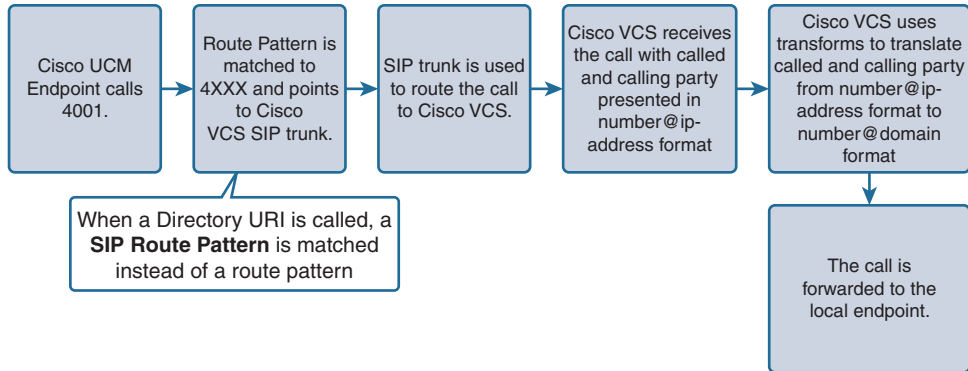 Cisco UCM
Endpoint calls
4001.
Route Pattern is
matched to
4XXX and points
to Cisco
VCS SIP trunk.
SIP trunk is used
to route the call
to Cisco VCS.
Cisco VCS receives
the call with called
and calling party
presented in
number@ip-
address format
Cisco VCS uses
transforms to translate
called and calling party
from number@ip-
address format to
number@domain
format
When a Directory URI is called, a
SIP Route Pattern is matched
instead of a route pattern
The call is
forwarded to the
local endpoint.